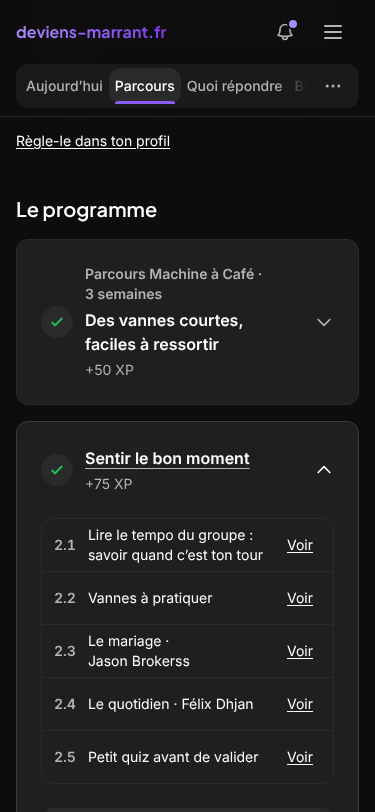 deviens-marrant.fr
Aujourd’hui Parcours Quoi répondre
Règle-le dans ton profil
Le programme
Parcours Machine à Café ·
3 semaines
Des vannes courtes,
faciles à ressortir
+50 XP
Sentir le bon moment
+75 XP
2.1 Lire le tempo du groupe :
savoir quand c’est ton tour Voir
2.2 Vannes à pratiquer Voir
2.3 Le mariage ·
Jason Brokerss Voir
2.4 Le quotidien · Félix Dhjan Voir
2.5 Petit quiz avant de valider Voir